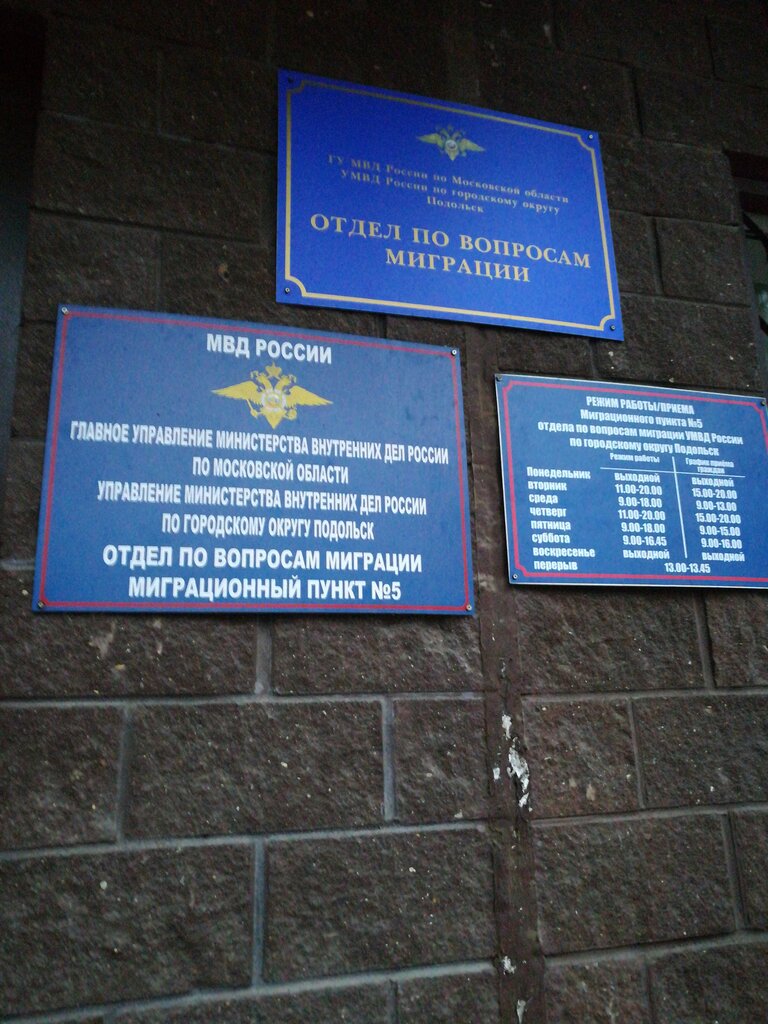 ГУ МВД России по Московской области
УМВД России по городскому округу
Подольск
ОТДЕЛ ПО ВОПРОСАМ
МИГРАЦИИ
МВД РОССИИ
ГЛАВНОЕ УПРАВЛЕНИЕ МИНИСТЕРСТВА ВНУТРЕННИХ ДЕЛ РОССИИ
ПО МОСКОВСКОЙ ОБЛАСТИ
УПРАВЛЕНИЕ МИНИСТЕРСТВА ВНУТРЕННИХ ДЕЛ РОССИИ
ПО ГОРОДСКОМУ ОКРУГУ ПОДОЛЬСК
ОТДЕЛ ПО ВОПРОСАМ МИГРАЦИИ
МИГРАЦИОННЫЙ ПУНКТ №5
РЕЖИМ РАБОТЫ/ПРИЕМА
Миграционного пункта №5
отдела по вопросам миграции УМВД России
по городскому округу Подольск
Режим работы График приёма
граждан
Понедельник выходной выходной
вторник 11.00-20.00 15.00-20.00
среда 9.00-18.00 9.00-13.00
четверг 11.00-20.00 15.00-20.00
пятница 9.00-18.00 9.00-15.00
суббота 9.00-16.45 9.00-16.00
воскресенье выходной выходной
перерыв 13.00-13.45